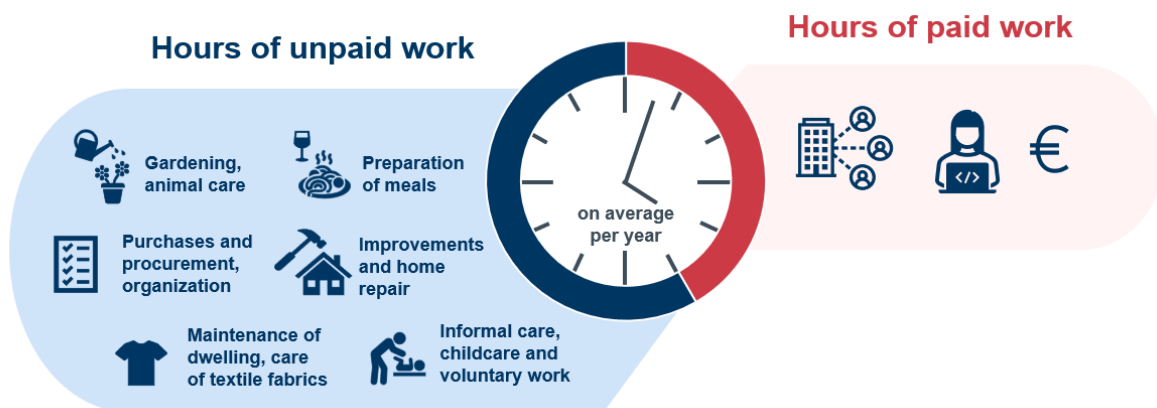 Hours of unpaid work
Hours of paid work
Gardening,
animal care
Preparation
of meals
Purchases and
procurement,
organization
Improvements
and home
repair
Maintenance of
dwelling, care
of textile fabrics
Informal care,
childcare and
voluntary work
on average
per year
</>
€